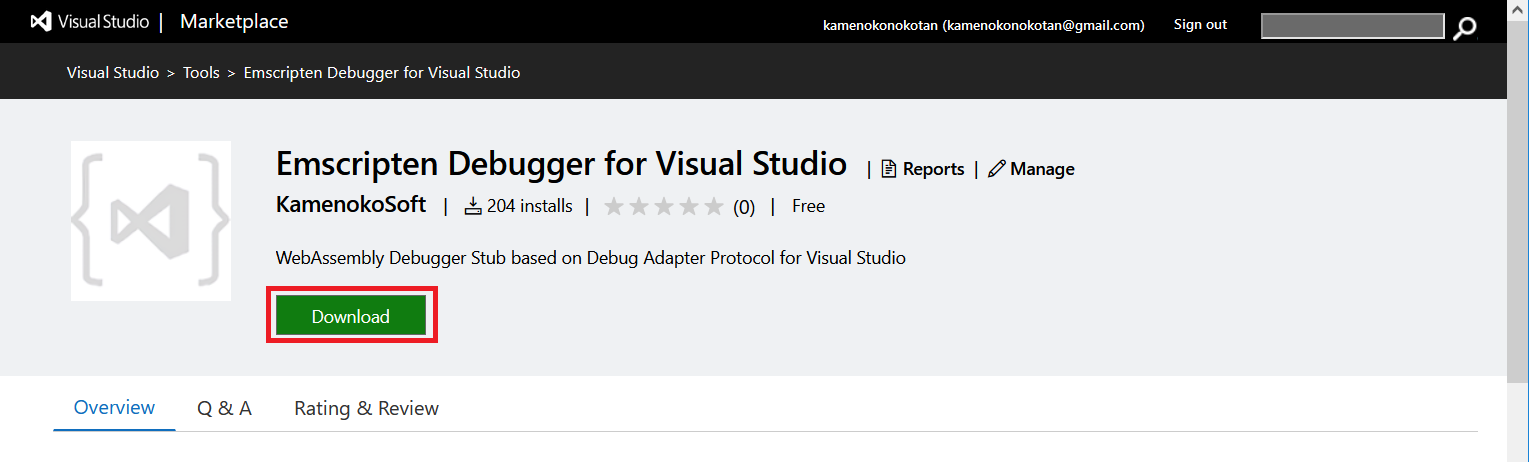 Visual Studio | Marketplace
kamenokonokotan (kamenokonokotan@gmail.com) Sign out
Visual Studio > Tools > Emscripten Debugger for Visual Studio
Emscripten Debugger for Visual Studio | Reports | Manage
KamenokoSoft | 204 installs | (0) | Free
WebAssembly Debugger Stub based on Debug Adapter Protocol for Visual Studio
Download
Overview Q & A Rating & Review